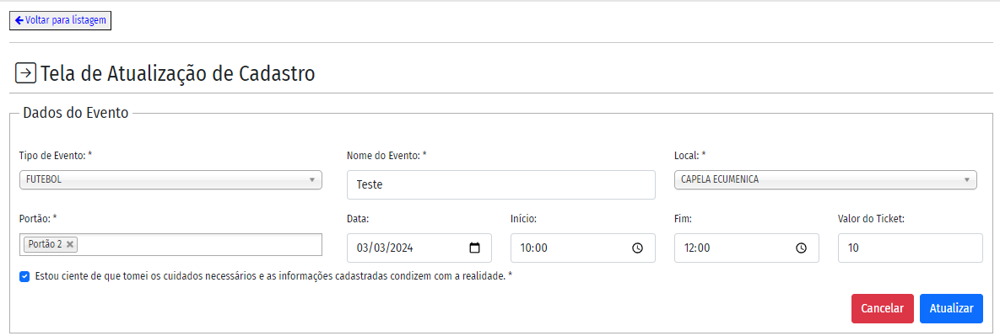 Voltar para listagem
Tela de Atualização de Cadastro
Dados do Evento
Tipo de Evento: * Nome do Evento: * Local: *
FUTEBOL Teste CAPELA ECUMENICA
Portão: * Data: Início: Fim: Valor do Ticket:
Portão 2 03/03/2024 10:00 12:00 10
Estou ciente de que tomei os cuidados necessários e as informações cadastradas condizem com a realidade. *
Cancelar Atualizar